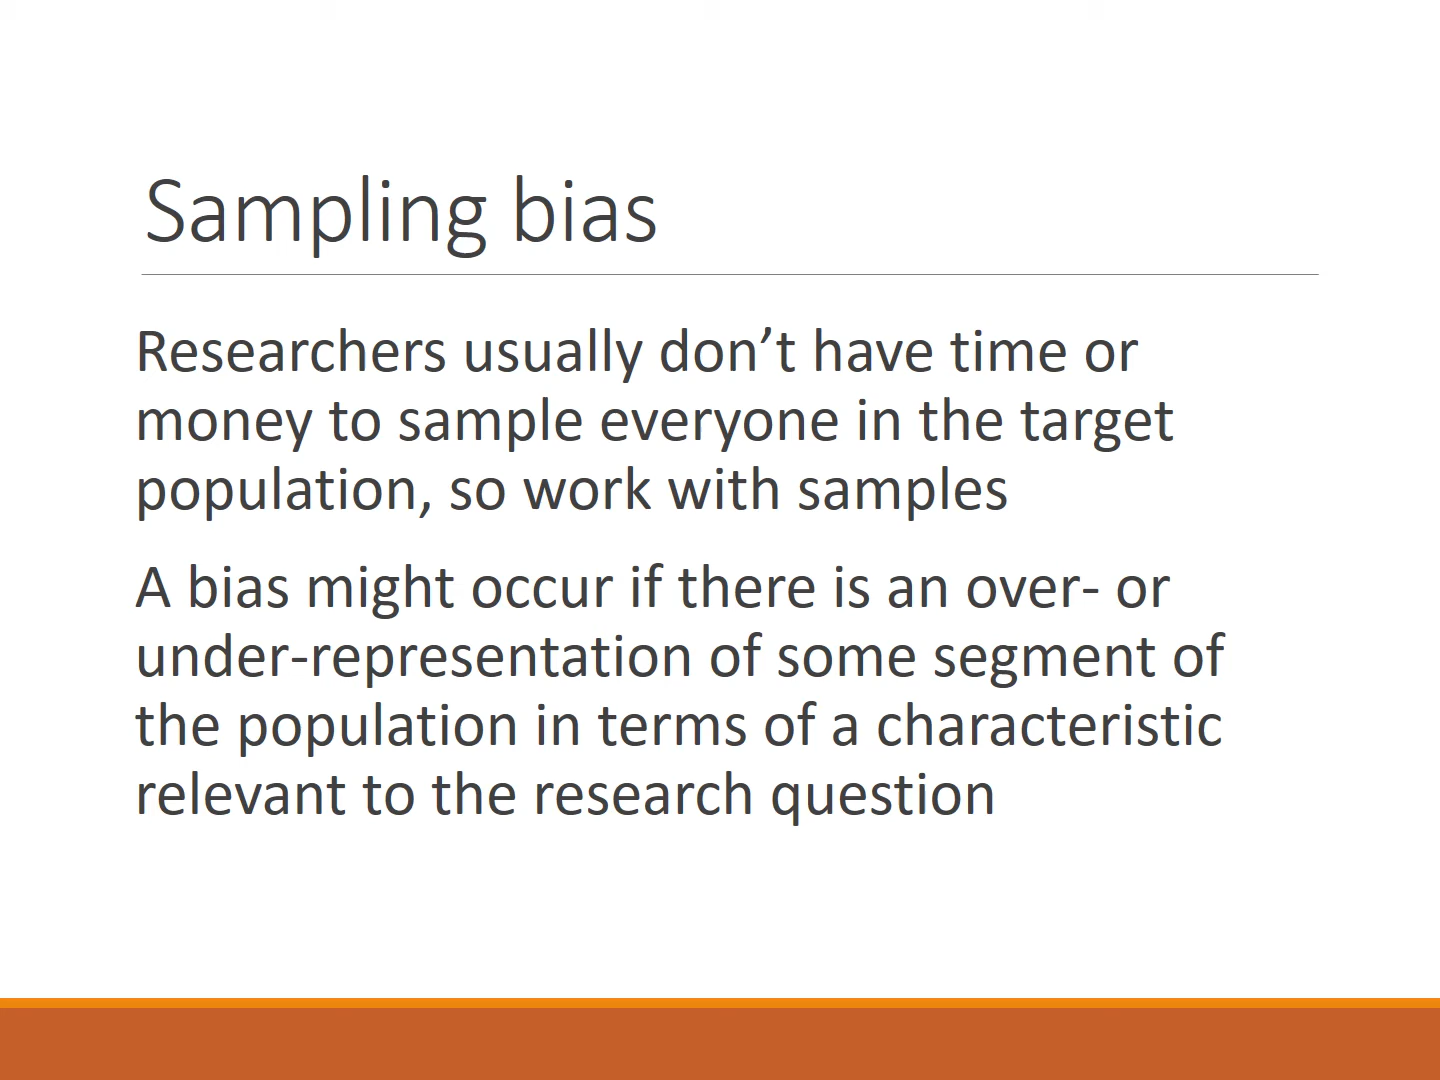 Sampling bias
Researchers usually don’t have time or
money to sample everyone in the target
population, so work with samples
A bias might occur if there is an over- or
under-representation of some segment of
the population in terms of a characteristic
relevant to the research question